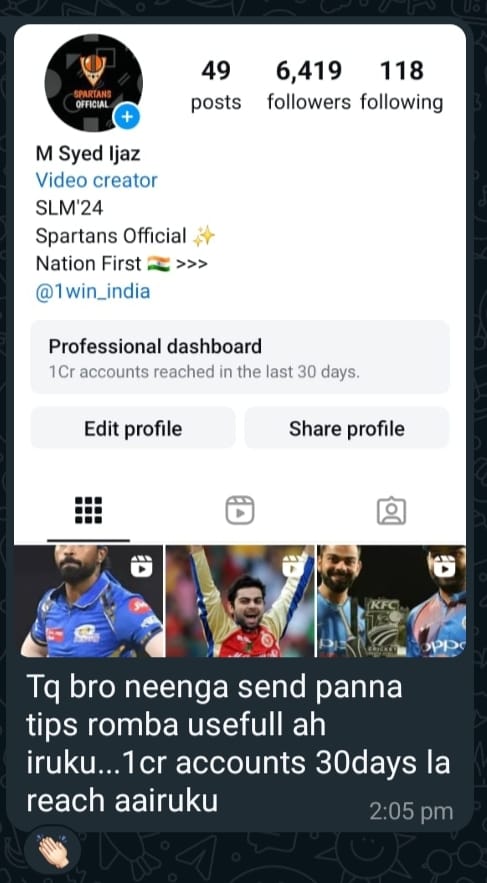 SPARTANS
OFFICIAL
49 6,419 118
posts followers following
M Syed Ijaz
Video creator
SLM'24
Spartans Official ✨
Nation First 🇮🇳 >>>
@1win_india
Professional dashboard
1Cr accounts reached in the last 30 days.
Edit profile Share profile
KFC
CRICKET
OPPO
Tq bro neenga send panna
tips romba usefull ah
iruku...1cr accounts 30days la
reach aairuku
2:05 pm